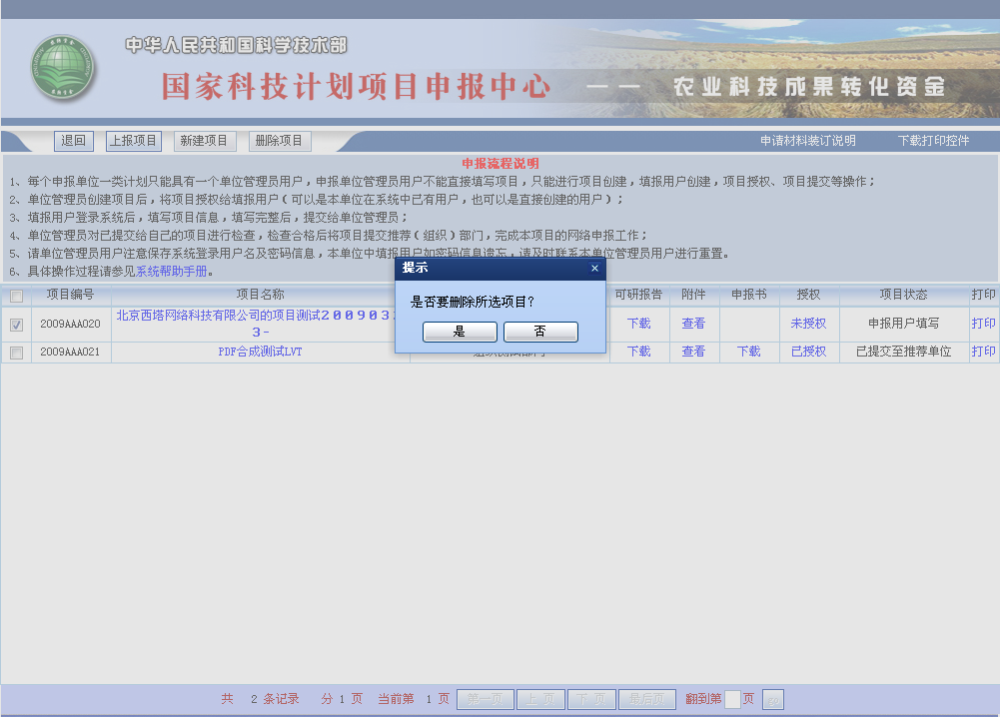 中华人民共和国科学技术部
国家科技计划项目申报中心 —— 农业科技成果转化资金
退回 上报项目 新建项目 删除项目 申请材料装订说明 下载打印控件
申报流程说明
1、每个申报单位一类计划只能具有一个单位管理员用户，申报单位管理员用户不能直接填写项目，只能进行项目创建，填报用户创建，项目授权、项目提交等操作；
2、单位管理员创建项目后，将项目授权给填报用户（可以是本单位在系统中已有用户，也可以是直接创建的用户）；
3、填报用户登录系统后，填写项目信息，填写完整后，提交给单位管理员；
4、单位管理员对已提交给自己的项目进行检查，检查合格后将项目提交推荐（组织）部门，完成本项目的网络申报工作；
5、请单位管理员用户注意保存系统登录用户名及密码信息，本单位中填报用户如密码信息遗忘，请及时联系本单位管理员用户进行重置。
6、具体操作过程请参见系统帮助手册。
提示 ×
是否要删除所选项目？
是 否
项目编号 项目名称 可研报告 附件 申报书 授权 项目状态 打印
2009AAA020 北京西塔网络科技有限公司的项目测试２００９０３
３-
下载 查看 未授权 申报用户填写 打印
2009AAA021 PDF合成测试LVT 下载 查看 下载 已授权 已提交至推荐单位 打印
共 2 条记录 分 1 页 当前第 1 页 第一页 上 页 下 页 最后页 翻到第 页 go